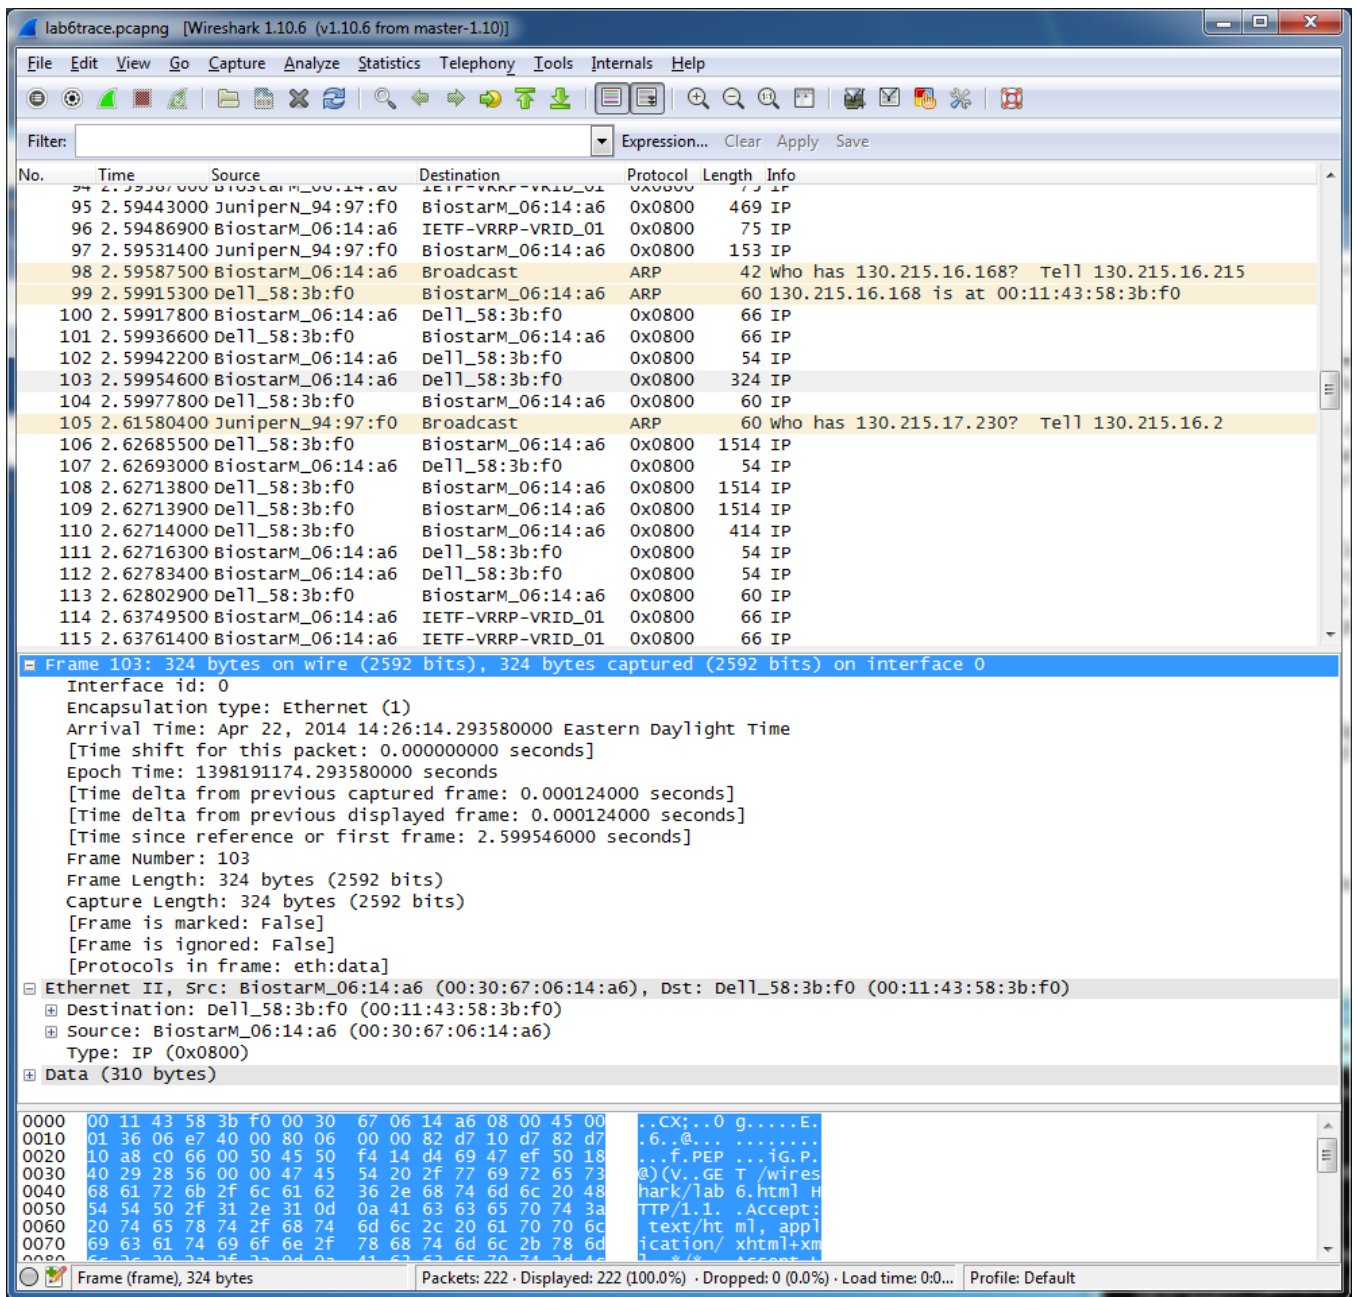 lab6trace.pcapng [Wireshark 1.10.6 (v1.10.6 from master-1.10)]
File Edit View Go Capture Analyze Statistics Telephony Tools Internals Help
Filter: Expression... Clear Apply Save
No. Time Source Destination Protocol Length Info
94 2.59387000 BiostarM_06:14:a6 IETF-VRRP-VRID_01 0x0800 75 IP
95 2.59443000 JuniperN_94:97:f0 BiostarM_06:14:a6 0x0800 469 IP
96 2.59486900 BiostarM_06:14:a6 IETF-VRRP-VRID_01 0x0800 75 IP
97 2.59531400 JuniperN_94:97:f0 BiostarM_06:14:a6 0x0800 153 IP
98 2.59587500 BiostarM_06:14:a6 Broadcast ARP 42 Who has 130.215.16.168? Tell 130.215.16.215
99 2.59915300 Dell_58:3b:f0 BiostarM_06:14:a6 ARP 60 130.215.16.168 is at 00:11:43:58:3b:f0
100 2.59917800 BiostarM_06:14:a6 Dell_58:3b:f0 0x0800 66 IP
101 2.59936600 Dell_58:3b:f0 BiostarM_06:14:a6 0x0800 66 IP
102 2.59942200 BiostarM_06:14:a6 Dell_58:3b:f0 0x0800 54 IP
103 2.59954600 BiostarM_06:14:a6 Dell_58:3b:f0 0x0800 324 IP
104 2.59977800 Dell_58:3b:f0 BiostarM_06:14:a6 0x0800 60 IP
105 2.61580400 JuniperN_94:97:f0 Broadcast ARP 60 Who has 130.215.17.230? Tell 130.215.16.2
106 2.62685500 Dell_58:3b:f0 BiostarM_06:14:a6 0x0800 1514 IP
107 2.62693000 BiostarM_06:14:a6 Dell_58:3b:f0 0x0800 54 IP
108 2.62713800 Dell_58:3b:f0 BiostarM_06:14:a6 0x0800 1514 IP
109 2.62713900 Dell_58:3b:f0 BiostarM_06:14:a6 0x0800 1514 IP
110 2.62714000 Dell_58:3b:f0 BiostarM_06:14:a6 0x0800 414 IP
111 2.62716300 BiostarM_06:14:a6 Dell_58:3b:f0 0x0800 54 IP
112 2.62783400 BiostarM_06:14:a6 Dell_58:3b:f0 0x0800 54 IP
113 2.62802900 Dell_58:3b:f0 BiostarM_06:14:a6 0x0800 60 IP
114 2.63749500 BiostarM_06:14:a6 IETF-VRRP-VRID_01 0x0800 66 IP
115 2.63761400 BiostarM_06:14:a6 IETF-VRRP-VRID_01 0x0800 66 IP
Frame 103: 324 bytes on wire (2592 bits), 324 bytes captured (2592 bits) on interface 0
Interface id: 0
Encapsulation type: Ethernet (1)
Arrival Time: Apr 22, 2014 14:26:14.293580000 Eastern Daylight Time
[Time shift for this packet: 0.000000000 seconds]
Epoch Time: 1398191174.293580000 seconds
[Time delta from previous captured frame: 0.000124000 seconds]
[Time delta from previous displayed frame: 0.000124000 seconds]
[Time since reference or first frame: 2.599546000 seconds]
Frame Number: 103
Frame Length: 324 bytes (2592 bits)
Capture Length: 324 bytes (2592 bits)
[Frame is marked: False]
[Frame is ignored: False]
[Protocols in frame: eth:data]
Ethernet II, Src: BiostarM_06:14:a6 (00:30:67:06:14:a6), Dst: Dell_58:3b:f0 (00:11:43:58:3b:f0)
Destination: Dell_58:3b:f0 (00:11:43:58:3b:f0)
Source: BiostarM_06:14:a6 (00:30:67:06:14:a6)
Type: IP (0x0800)
Data (310 bytes)
0000 00 11 43 58 3b f0 00 30 67 06 14 a6 08 00 45 00 ..CX;..0 g.....E.
0010 01 36 06 e7 40 00 80 06 00 00 82 d7 10 d7 82 d7 .6..@... ........
0020 10 a8 c0 66 00 50 45 50 f4 14 d4 69 47 ef 50 18 ...f.PEP ...iG.P.
0030 40 29 28 56 00 00 47 45 54 20 2f 77 69 72 65 73 @)(V..GE T /wires
0040 68 61 72 6b 2f 6c 61 62 36 2e 68 74 6d 6c 20 48 hark/lab 6.html H
0050 54 54 50 2f 31 2e 31 0d 0a 41 63 63 65 70 74 3a TTP/1.1. .Accept:
0060 20 74 65 78 74 2f 68 74 6d 6c 2c 20 61 70 70 6c text/ht ml, appl
0070 69 63 61 74 69 6f 6e 2f 78 68 74 6d 6c 2b 78 6d ication/ xhtml+xm
Frame (frame), 324 bytes Packets: 222 · Displayed: 222 (100.0%) · Dropped: 0 (0.0%) · Load time: 0:0... Profile: Default